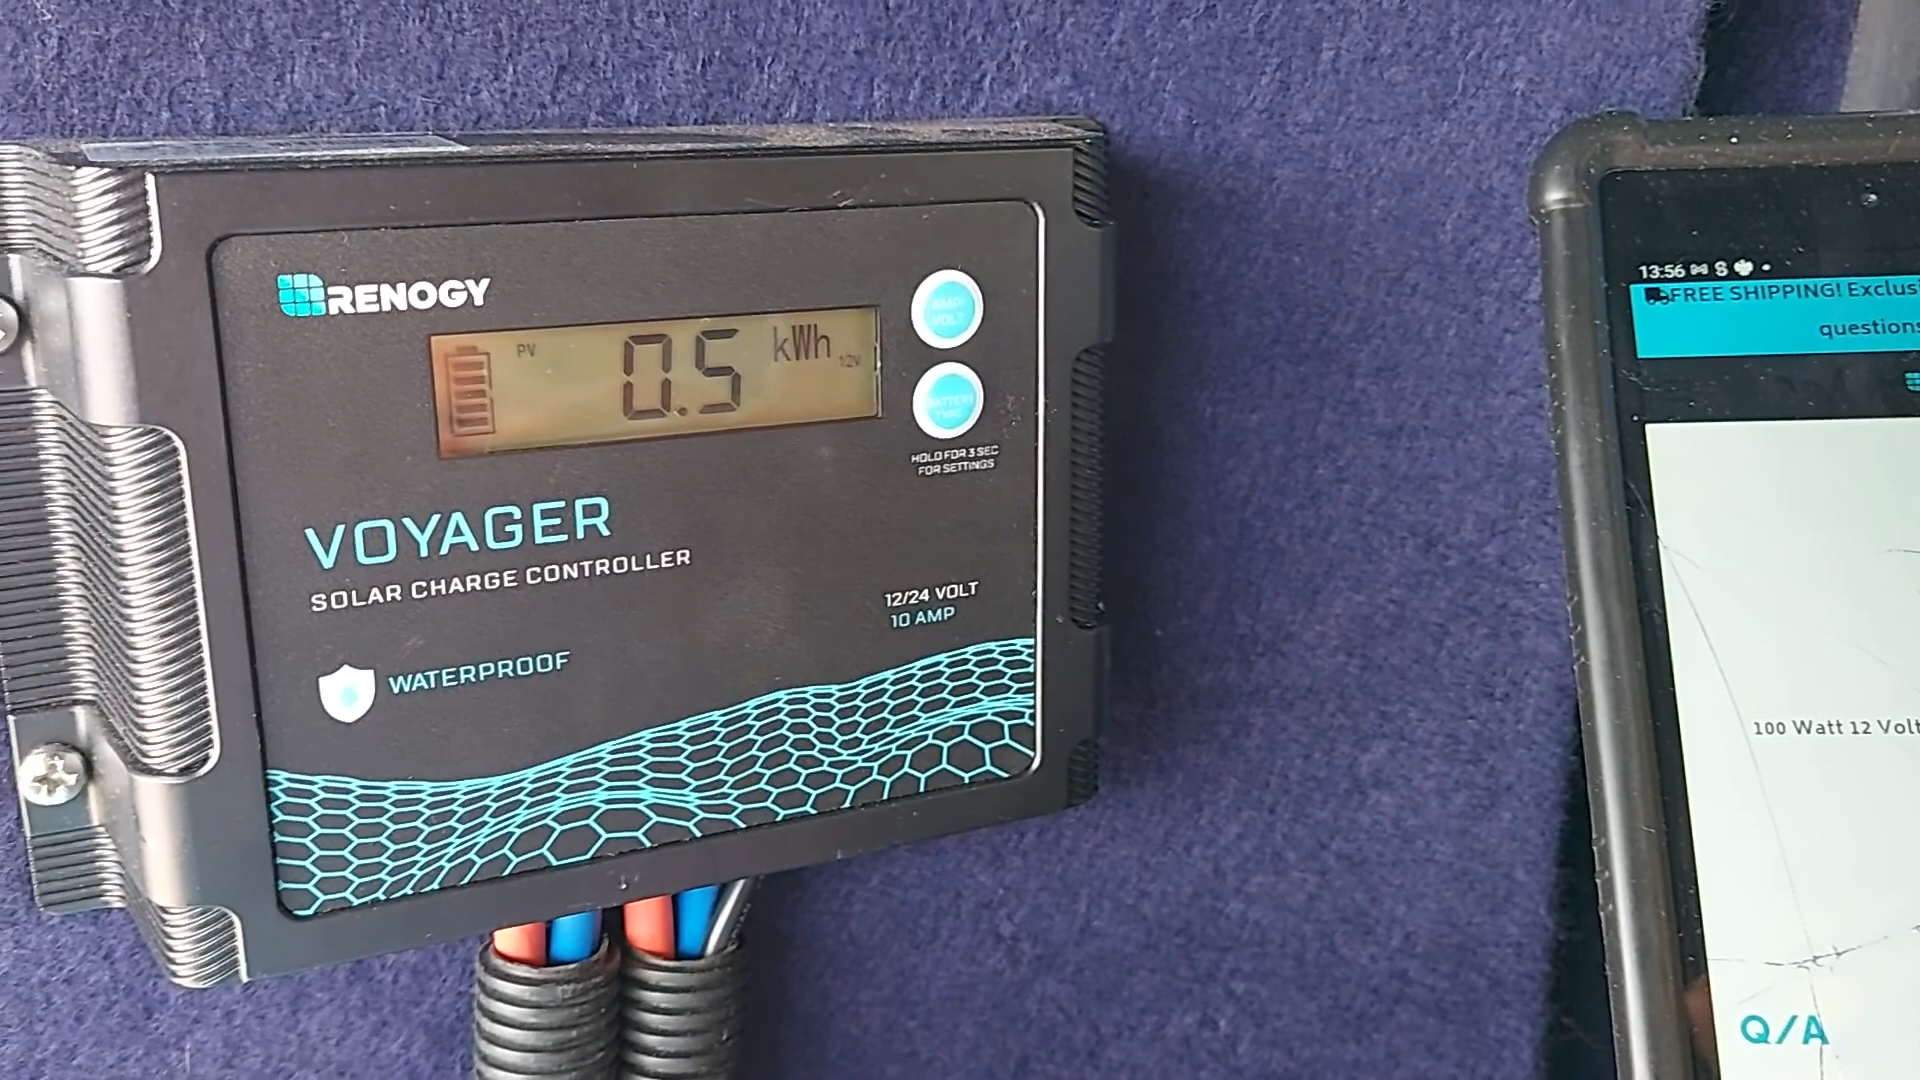 RENOGY
PV 0.5 kWh 12V
AMP
VOLT
BATTERY
TYPE
HOLD FOR 3 SEC
FOR SETTINGS
VOYAGER
SOLAR CHARGE CONTROLLER
12/24 VOLT
10 AMP
WATERPROOF
13:56
FREE SHIPPING! Exclusi
questions
100 Watt 12 Volt
Q/A